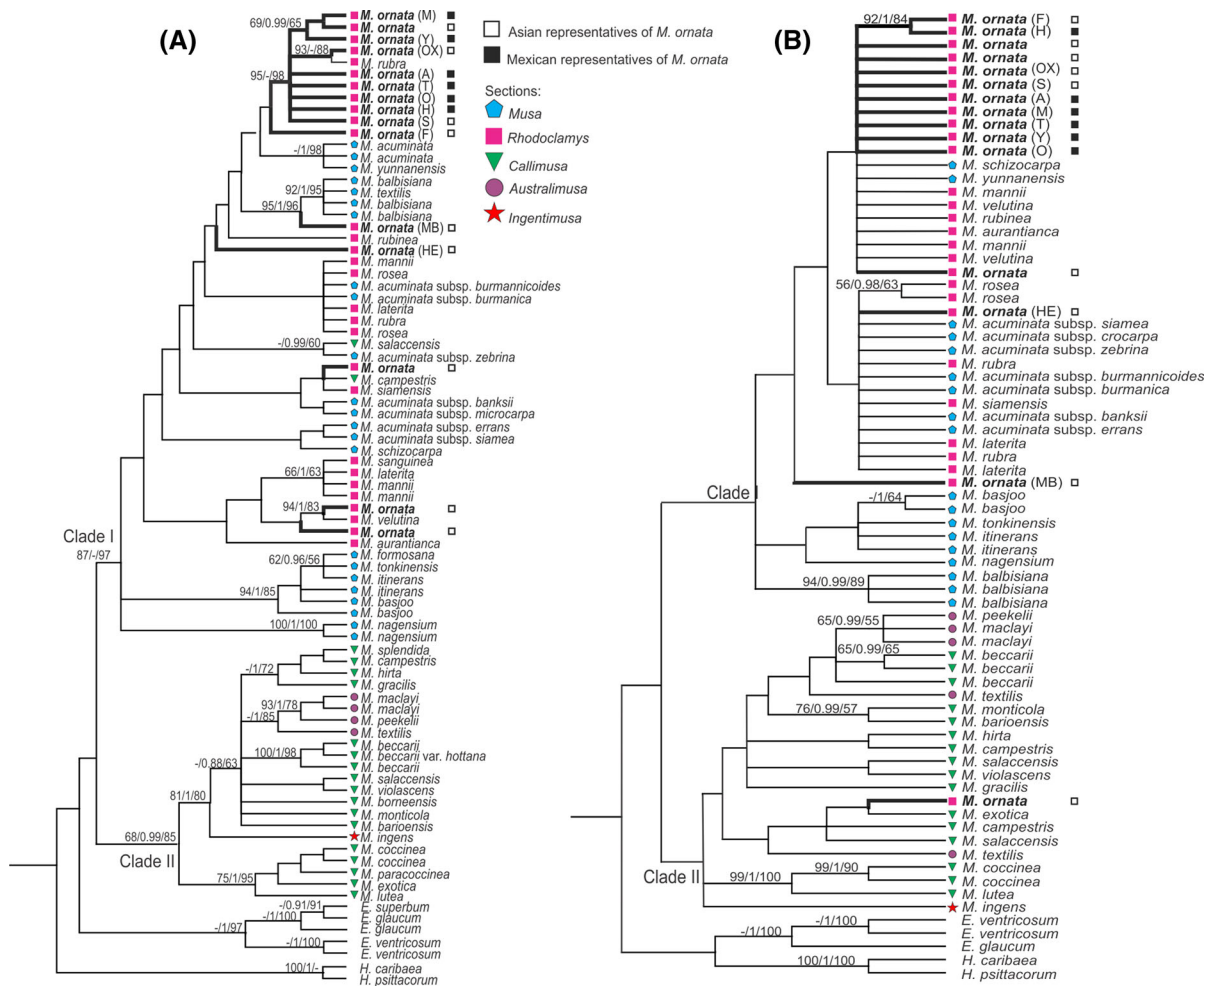 (A)
69/0.99/65
M. ornata (M)
M. ornata
M. ornata (Y)
93/-/88
M. ornata (OX)
M. rubra
95/-/98
M. ornata (A)
M. ornata (T)
M. ornata (O)
M. ornata (H)
M. ornata (S)
M. ornata (F)
M. acuminata
-/1/98
M. acuminata
M. yunnanensis
M. balbisiana
92/1/95
M. textilis
M. balbisiana
95/1/96
M. balbisiana
M. ornata (MB)
M. rubinea
M. ornata (HE)
M. mannii
M. rosea
M. acuminata subsp. burmannicoides
M. acuminata subsp. burmanica
M. laterita
M. rubra
M. rosea
-/0.99/60
M. salaccensis
M. acuminata subsp. zebrina
M. ornata
M. campestris
M. siamensis
M. acuminata subsp. banksii
M. acuminata subsp. microcarpa
M. acuminata subsp. errans
M. acuminata subsp. siamea
M. schizocarpa
M. sanguinea
66/1/63
M. laterita
M. mannii
M. mannii
94/1/83
M. ornata
M. velutina
M. ornata
M. aurantiaca
Clade I
87/-/97
M. formosana
62/0.96/56
M. tonkinensis
M. itinerans
94/1/85
M. itinerans
M. basjoo
M. basjoo
100/1/100
M. nagensium
M. nagensium
M. splendida
M. campestris
-/1/72
M. hirta
M. gracilis
M. maclayi
93/1/78
M. maclayi
-/1/85
M. peekelii
M. textilis
M. beccarii
100/1/98
M. beccarii var. hottana
-/0.88/63
M. beccarii
M. salaccensis
M. violascens
81/1/80
M. borneensis
M. monticola
M. barioensis
68/0.99/85
M. ingens
Clade II
M. coccinea
M. coccinea
M. paracoccinea
75/1/95
M. exotica
M. lutea
-/0.91/91
E. superbum
-/1/100
E. glaucum
-/1/97
E. glaucum
-/1/100
E. ventricosum
E. ventricosum
100/1/-
H. caribaea
H. psittacorum
Asian representatives of M. ornata
Mexican representatives of M. ornata
Sections:
Musa
Rhodoclamys
Callimusa
Australimusa
Ingentimusa
(B)
92/1/84
M. ornata (F)
M. ornata (H)
M. ornata
M. ornata
M. ornata (OX)
M. ornata (S)
M. ornata (A)
M. ornata (M)
M. ornata (T)
M. ornata (Y)
M. ornata (O)
M. schizocarpa
M. yunnanensis
M. mannii
M. velutina
M. rubinea
M. aurantianca
M. mannii
M. velutina
M. ornata
56/0.98/63
M. rosea
M. rosea
M. ornata (HE)
M. acuminata subsp. siamea
M. acuminata subsp. crocarpa
M. acuminata subsp. zebrina
M. rubra
M. acuminata subsp. burmannicoides
M. acuminata subsp. burmanica
M. siamensis
M. acuminata subsp. banksii
M. acuminata subsp. errans
M. laterita
M. rubra
M. laterita
M. ornata (MB)
Clade I
-/1/64
M. basjoo
M. basjoo
M. tonkinensis
M. itinerans
M. itinerans
M. nagensium
94/0.99/89
M. balbisiana
M. balbisiana
M. balbisiana
M. peekelii
65/0.99/55
M. maclayi
M. maclayi
65/0.99/65
M. beccarii
M. beccarii
M. beccarii
M. textilis
76/0.99/57
M. monticola
M. barioensis
M. hirta
M. campestris
M. salaccensis
M. violascens
M. gracilis
M. ornata
M. exotica
M. campestris
M. salaccensis
M. textilis
Clade II
99/1/90
M. coccinea
99/1/100
M. coccinea
M. lutea
M. ingens
-/1/100
E. ventricosum
-/1/100
E. ventricosum
E. glaucum
100/1/100
H. caribaea
H. psittacorum